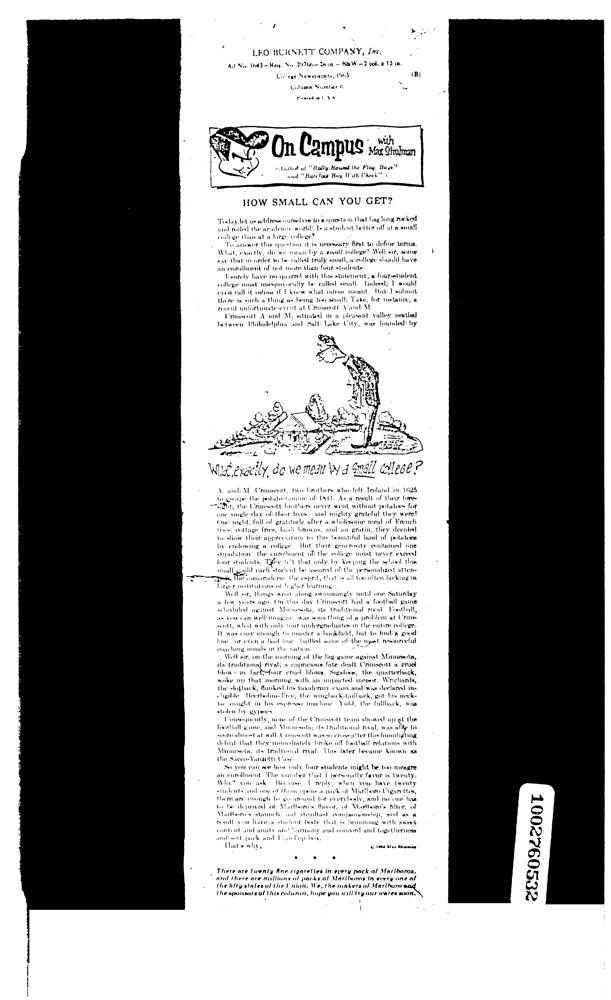 LEO BURNETT COMPANY, Inc.
Ad No. 1643—Req. No. 29766—26 in.—B&W—2 col. x 13 in.
College Newspapers, 1963
(B)
Column Number 6
Printed in U.S.A.
On Campus with
Max Shulman
(Author of "Rally Round the Flag, Boys"
and "Barefoot Boy With Cheek")
HOW SMALL CAN YOU GET?
Today let us address ourselves to a question that has long rocked
and roiled the academic world: Is a student better off at a small
college than at a large college?
To answer this question it is necessary first to define terms.
What, exactly, do we mean by a small college? Well sir, some
say that in order to be called truly small, a college should have
an enrollment of not more than four students.
I surely have no quarrel with this statement; a four-student
college must unequivocally be called small. Indeed, I would
even call it intime if I knew what intime meant. But I submit
there is such a thing as being too small. Take, for instance, a
recent unfortunate event at Crimscott A and M
Crimscott A and M, situated in a pleasant valley nestled
between Philadelphia and Salt Lake City, was founded by
What, exactly, do we mean by a small college?
A and M Crimscott, two brothers who left Ireland in 1625
to escape the potato famine of 1841. As a result of their fore-
sight, the Crimscott brothers never went without potatoes for
one single day of their lives—and mighty grateful they were!
One night, full of gratitude after a wholesome meal of French
fries, cottage fries, hash browns, and au gratin, they decided
to show their appreciation to this bountiful land of potatoes
by endowing a college. But their generosity contained one
stipulation: the enrollment of the college must never exceed
four students. They felt that only by keeping the school this
small could each student be assured of the personalized atten-
tion, the camaraderie, the esprit, that is all too often lacking in
larger institutions of higher learning.
Well sir, things went along swimmingly until one Saturday
a few years ago. On this day Crimscott had a football game
scheduled against Minnesota, its traditional rival. Football,
as you can well imagine, was something of a problem at Crim-
scott, what with only four undergraduates in the entire college.
It was easy enough to muster a backfield, but to find a good
line—or even a bad line—baffled some of the most resourceful
coaching minds in the nation.
Well sir, on the morning of the big game against Minnesota,
its traditional rival, a capricious fate dealt Crimscott a cruel
blow—in fact, four cruel blows. Sigafoos, the quarterback,
woke up that morning with an impacted incisor. Wrichards,
the slotback, flunked his taxidermy exam and was declared in-
eligible. Beerbohm-Tree, the wingback-tailback, got his neck-
tie caught in his espresso machine. Yuld, the fullback, was
stolen by gypsies.
Consequently, none of the Crimscott team showed up at the
football game, and Minnesota, its traditional rival, was able to
score almost at will. Crimscott was so cross after this humiliating
defeat that they immediately broke off football relations with
Minnesota, its traditional rival. This later became known as
the Sacco-Vanzetti Case.
So you can see how only four students might be too meagre
an enrollment. The number that I personally favor is twenty.
Why? you ask. Because, I reply, when you have twenty
students and one of them opens a pack of Marlboro Cigarettes,
there are enough to go around for everybody, and no one has
to be deprived of Marlboro's flavor, of Marlboro's filter, of
Marlboro's staunch and steadfast companionship, and as a
result you have a student body that is brimming with sweet
content and amity and harmony and concord and togetherness
and soft pack and Flip-Top box.
That's why.
© 1962 Max Shulman
* * *
There are twenty fine cigarettes in every pack of Marlboros,
and there are millions of packs of Marlboros in every one of
the fifty states of the Union. We, the makers of Marlboro and
the sponsors of this column, hope you will try our wares soon.
1002760532